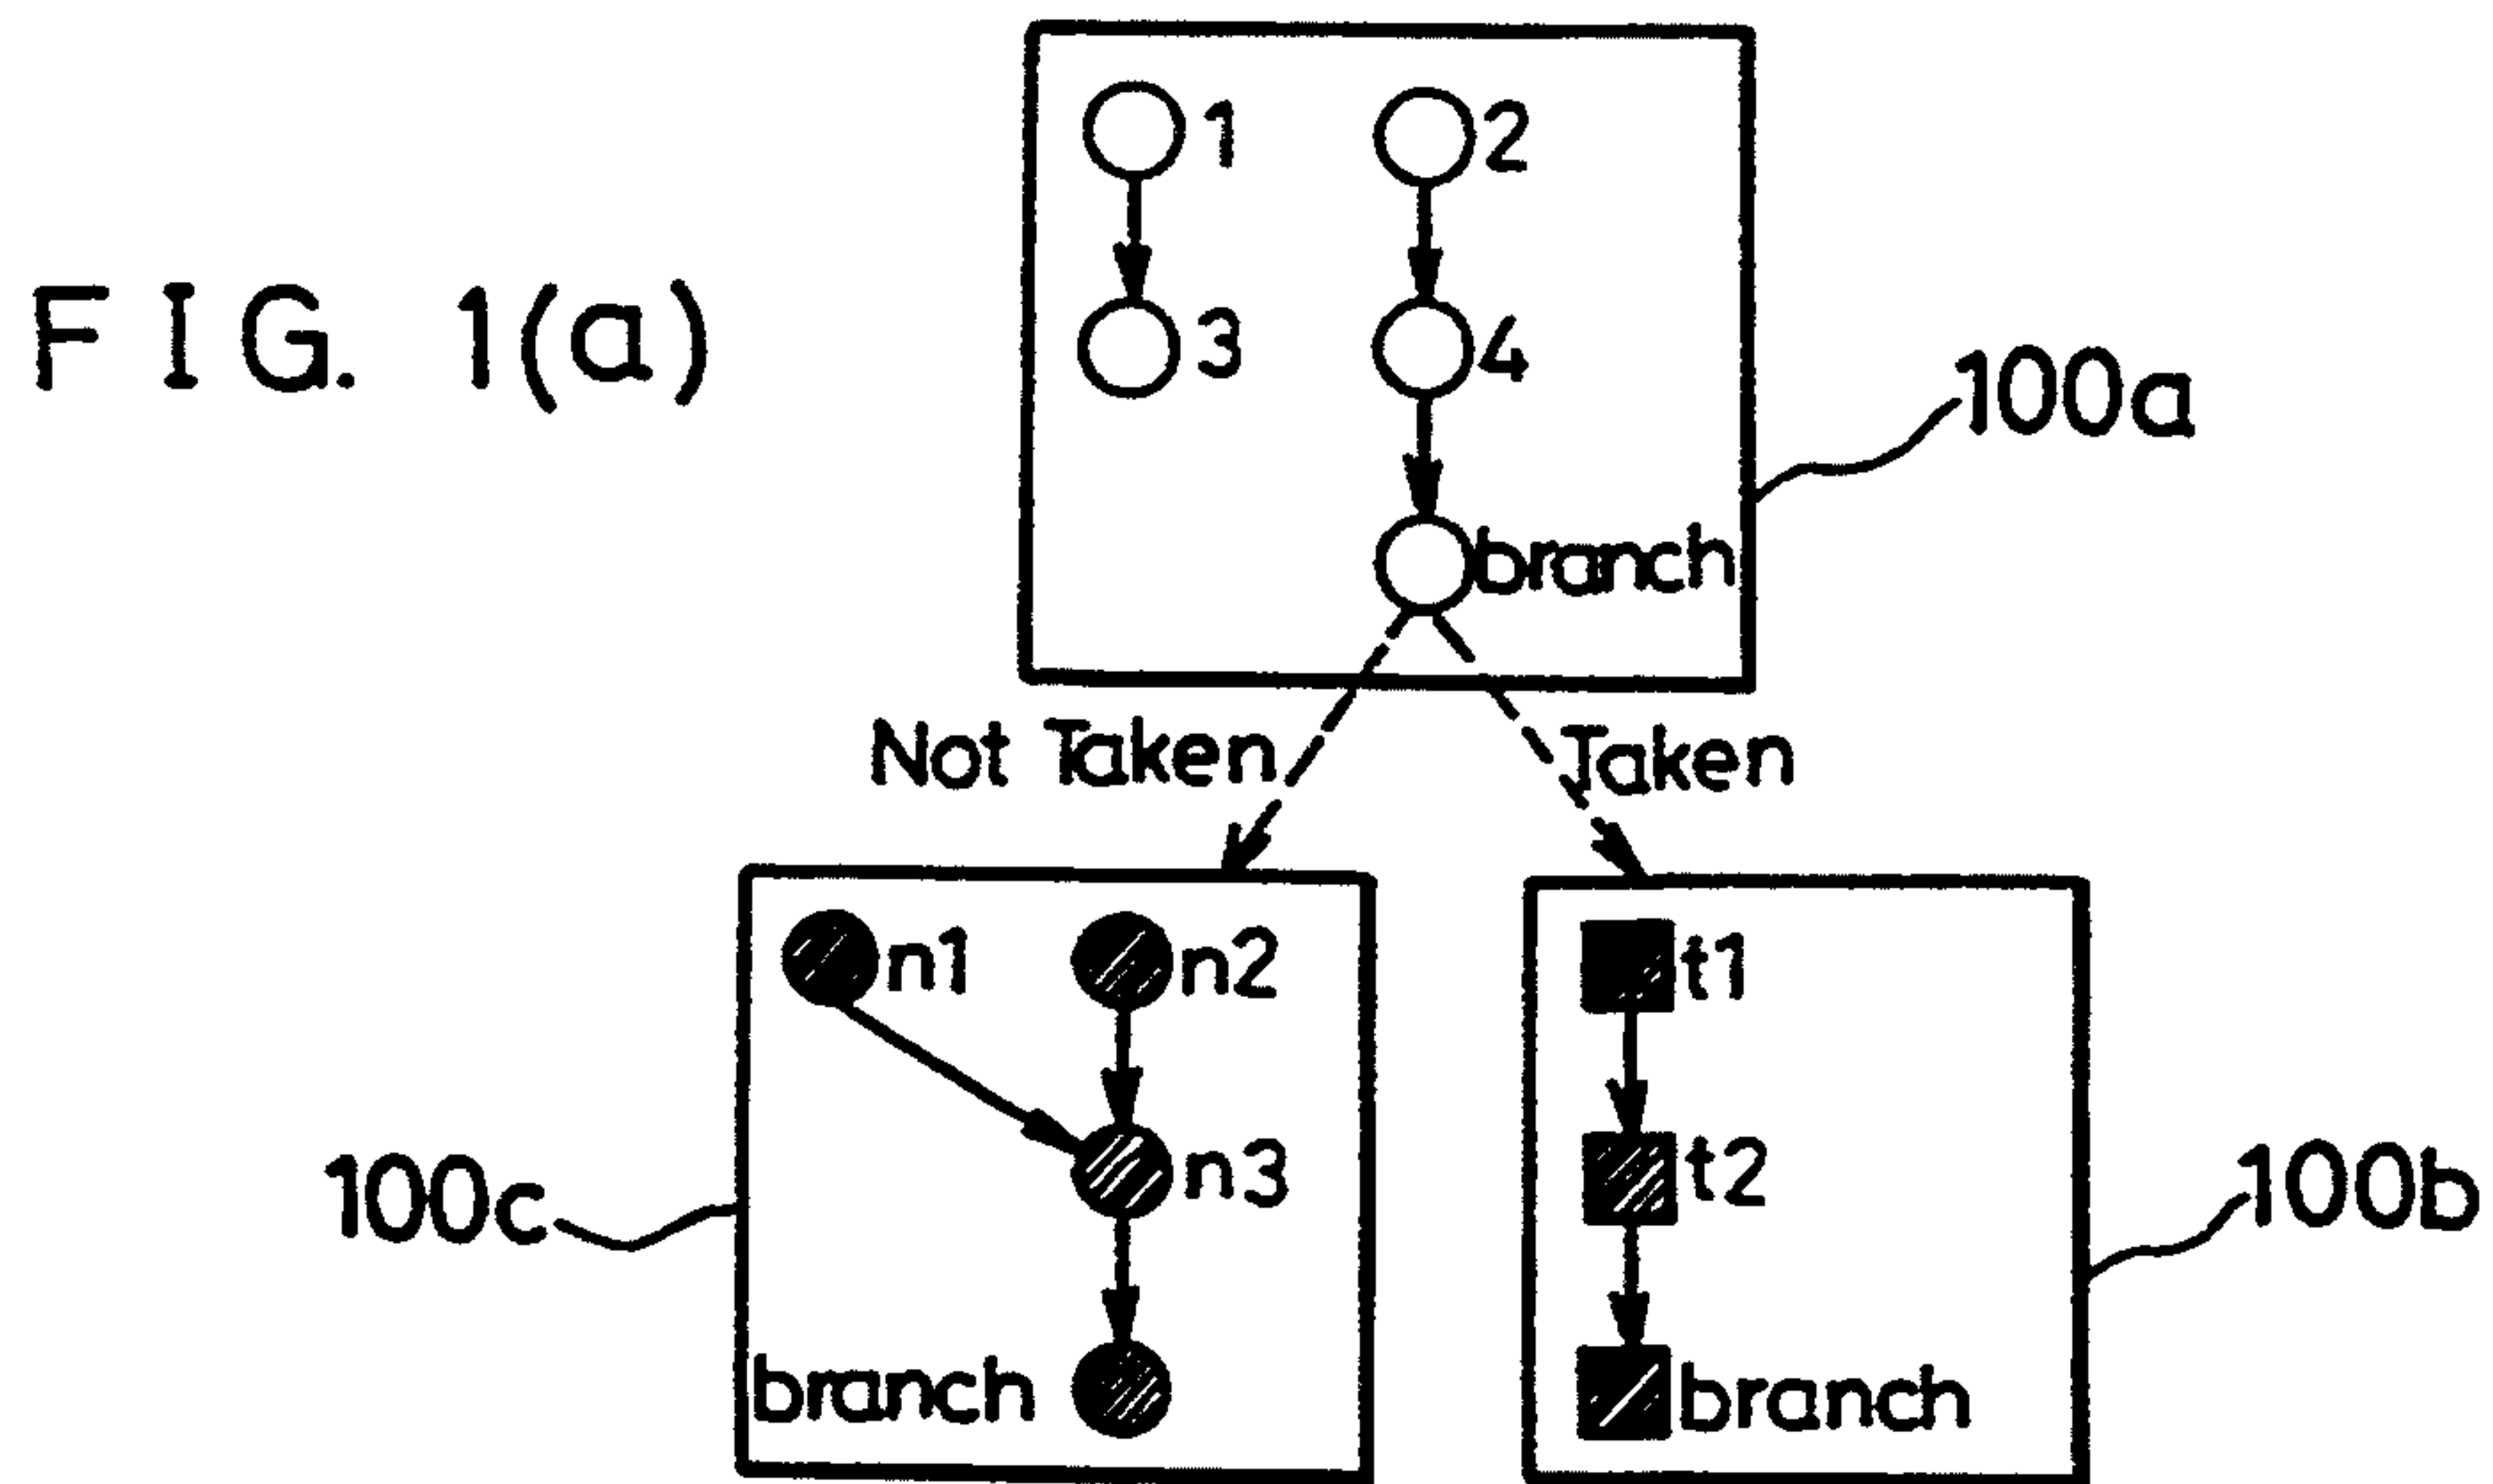 1 2
FIG. 1(a)
3 4
100a
branch
Not Taken Taken
n1 n2 t1
100c n3 t2 100b
branch branch